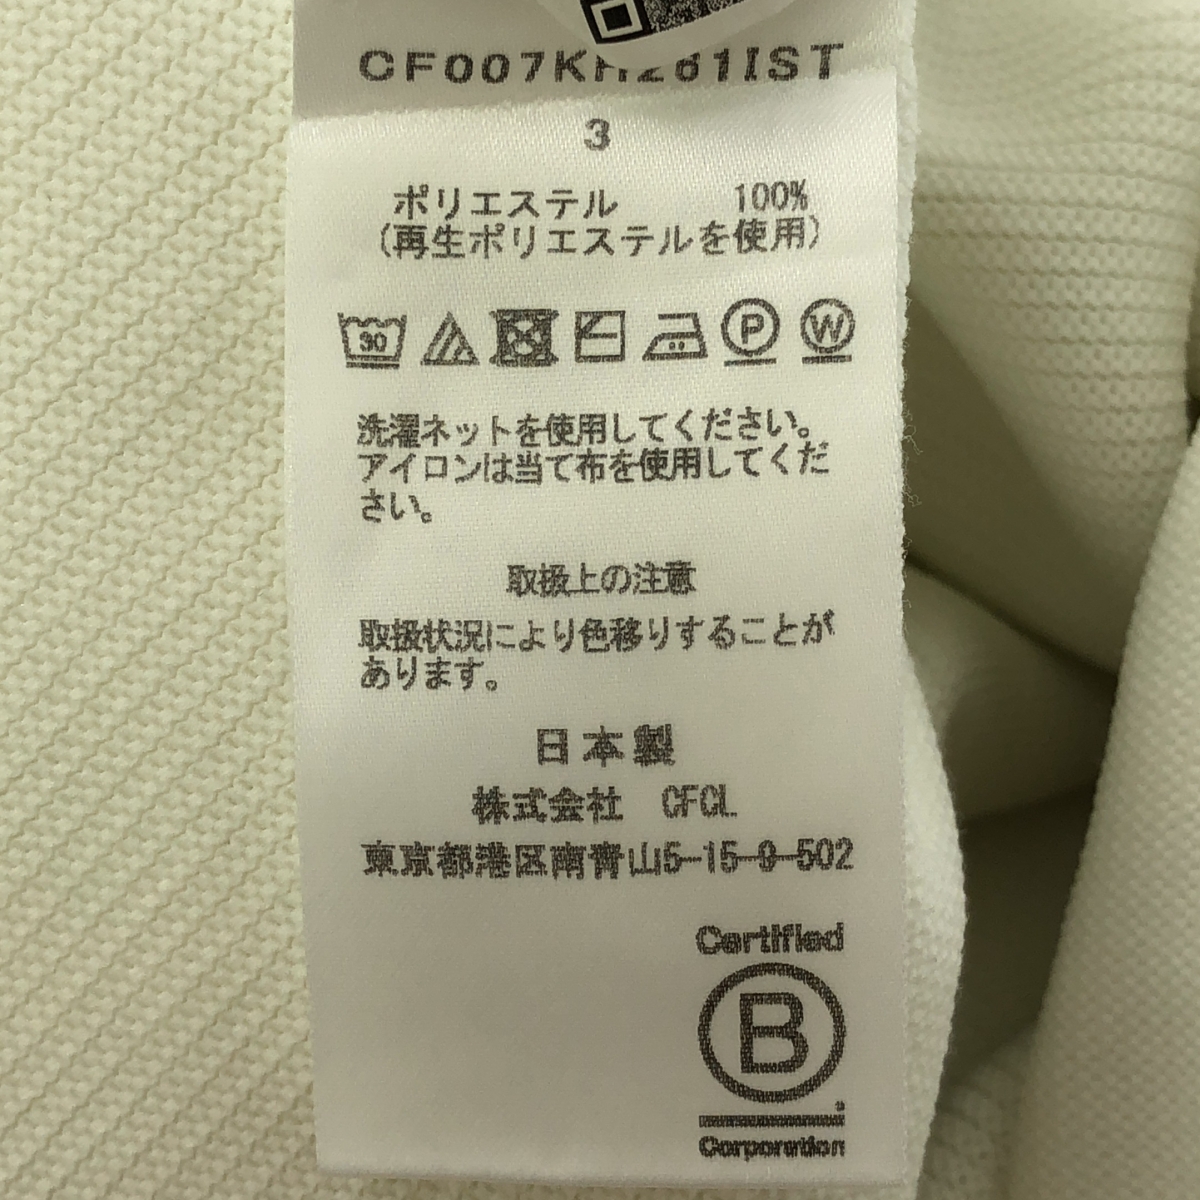 3
ポリエステル 100%
(再生ポリエステルを使用)
30
P W
洗濯ネットを使用してください。
アイロンは当て布を使用してくだ
さい。
取扱上の注意
取扱状況により色移りすることが
あります。
日本製
株式会社 CFCL
東京都港区南青山5-15-9-502
Certified
B
Corporation